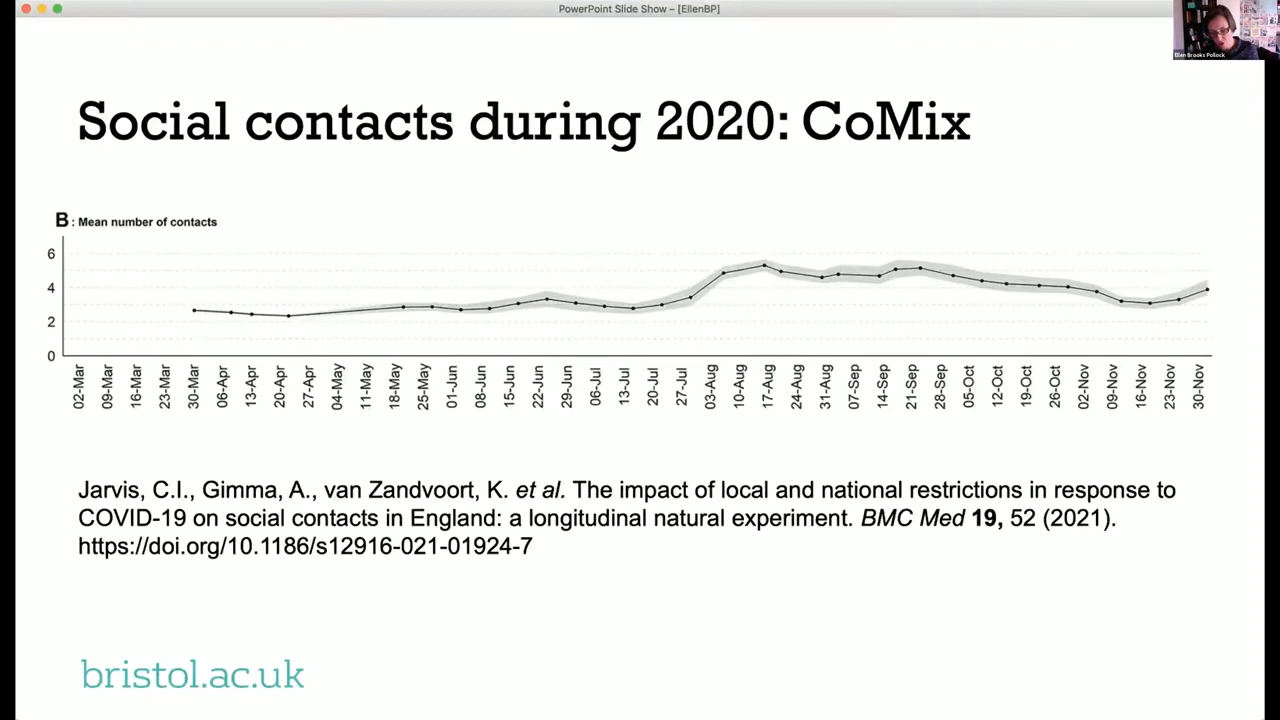 PowerPoint Slide Show – [EllenBP]
Ellen Brooks Pollock
Social contacts during 2020: CoMix
B : Mean number of contacts
6
4
2
0
02-Mar
09-Mar
16-Mar
23-Mar
30-Mar
06-Apr
13-Apr
20-Apr
27-Apr
04-May
11-May
18-May
25-May
01-Jun
08-Jun
15-Jun
22-Jun
29-Jun
06-Jul
13-Jul
20-Jul
27-Jul
03-Aug
10-Aug
17-Aug
24-Aug
31-Aug
07-Sep
14-Sep
21-Sep
28-Sep
05-Oct
12-Oct
19-Oct
26-Oct
02-Nov
09-Nov
16-Nov
23-Nov
30-Nov
Jarvis, C.I., Gimma, A., van Zandvoort, K. et al. The impact of local and national restrictions in response to
COVID-19 on social contacts in England: a longitudinal natural experiment. BMC Med 19, 52 (2021).
https://doi.org/10.1186/s12916-021-01924-7
bristol.ac.uk